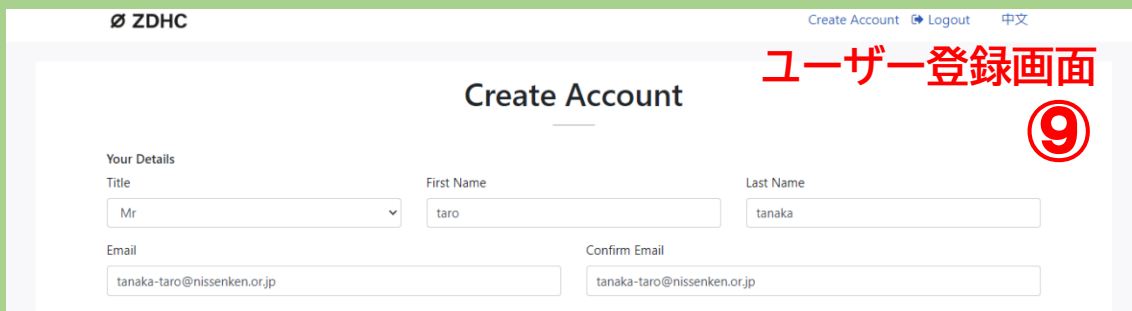 ZDHC
Create Account Logout 中文
ユーザー登録画面
⑨
Create Account
Your Details
Title First Name Last Name
Mr taro tanaka
Email Confirm Email
tanaka-taro@nissenken.or.jp tanaka-taro@nissenken.or.jp